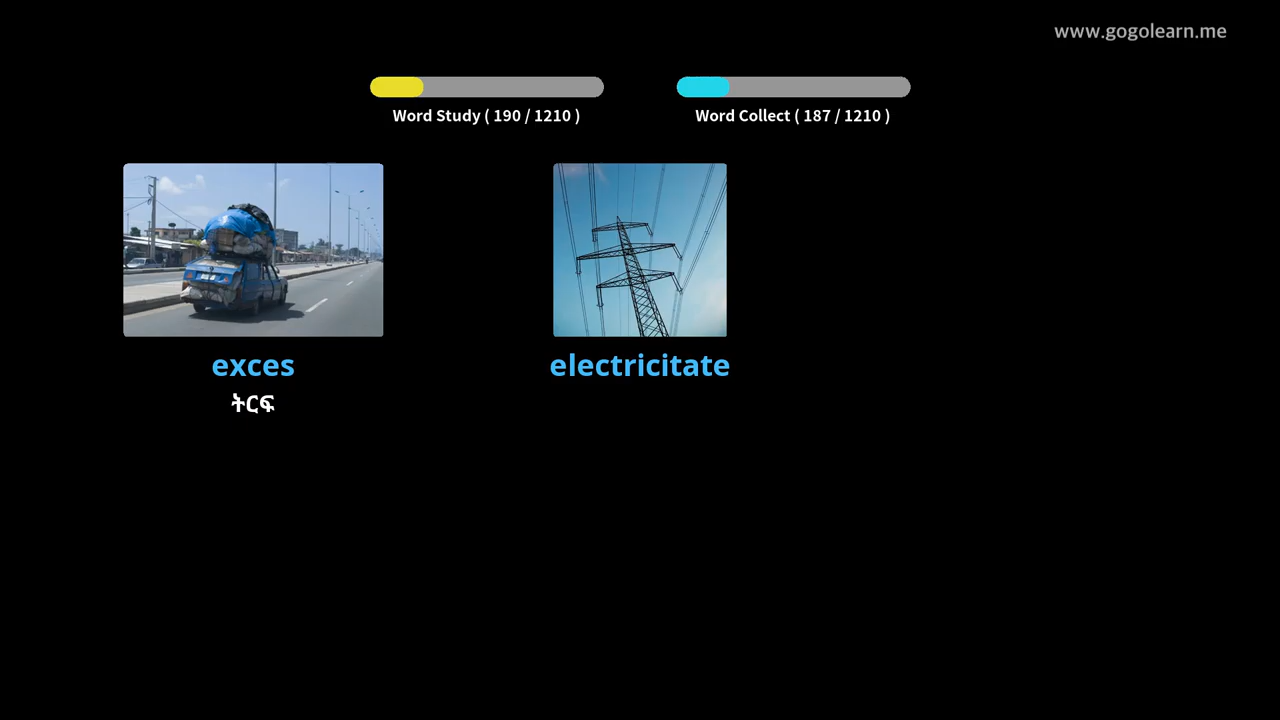 www.gogolearn.me
Word Study ( 190 / 1210 )
Word Collect ( 187 / 1210 )
exces
electricitate
ትርፍ